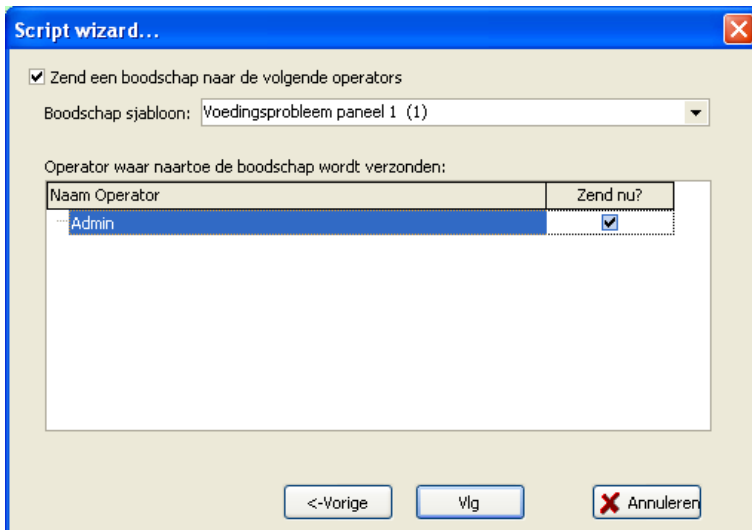 Script wizard...
Zend een boodschap naar de volgende operators
Boodschap sjabloon: Voedingsprobleem paneel 1 (1)
Operator waar naartoe de boodschap wordt verzonden:
Naam Operator Zend nu?
Admin
<-Vorige Vlg Annuleren